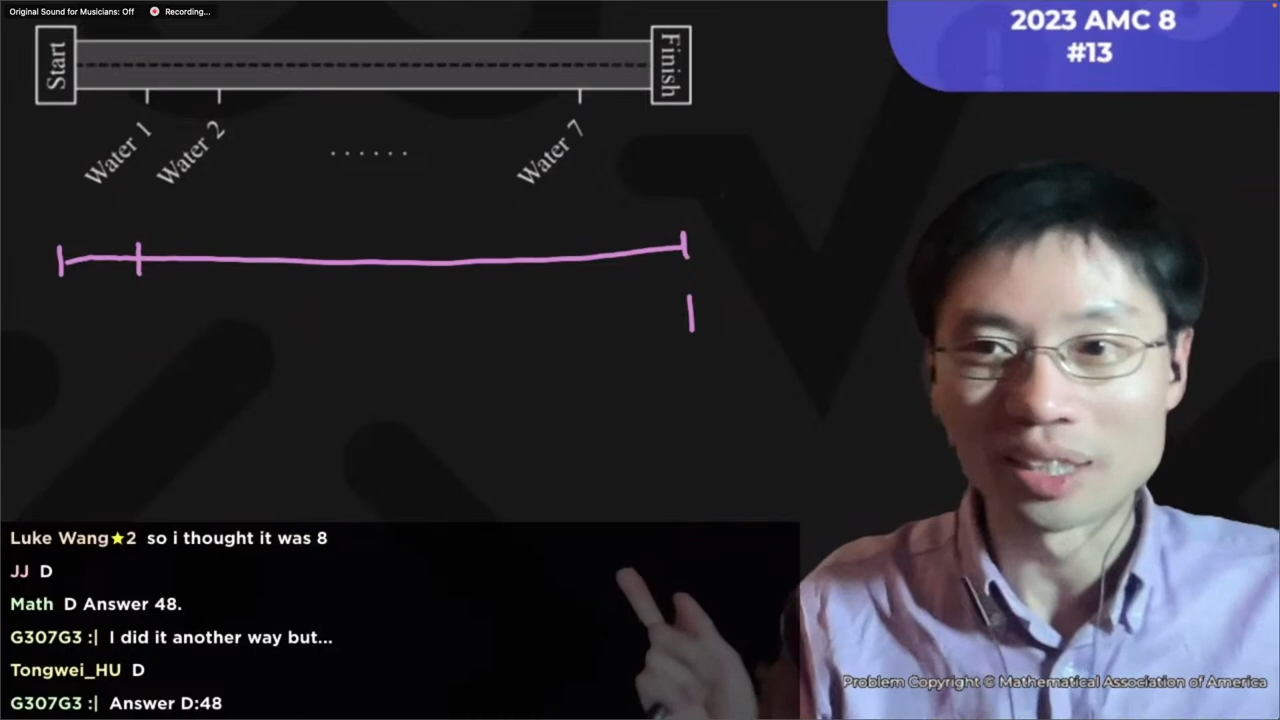 Original Sound for Musicians: Off Recording...
2023 AMC 8
#13
Start
Finish
Water 1
Water 2
......
Water 7
1
Luke Wang★2 so i thought it was 8
JJ D
Math D Answer 48.
G307G3 :| I did it another way but...
Tongwei_HU D
G307G3 :| Answer D:48
Problem Copyright © Mathematical Association of America